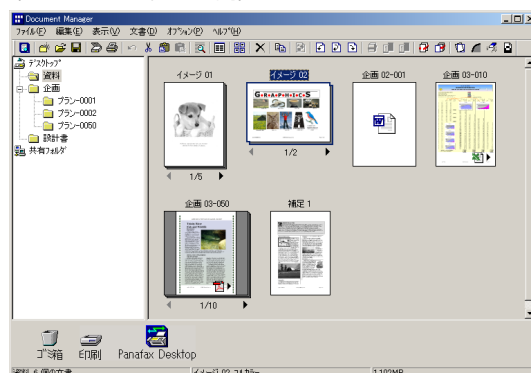 Document Manager
ファイル(F) 編集(E) 表示(V) 文書(D) オプション(P) ヘルプ(H)
デスクトップ
資料
企画
プラン-0001
プラン-0002
プラン-0050
設計書
共有フォルダ
イメージ 01
イメージ 02
企画 02-001
企画 03-010
G•R•A•P•H•I•C•S
1/5
1/2
企画 03-050
補足 1
1/10
ゴミ箱
印刷
Panafax Desktop
資料 6 個の文書
イメージ 02 フルカラー
1.102MB